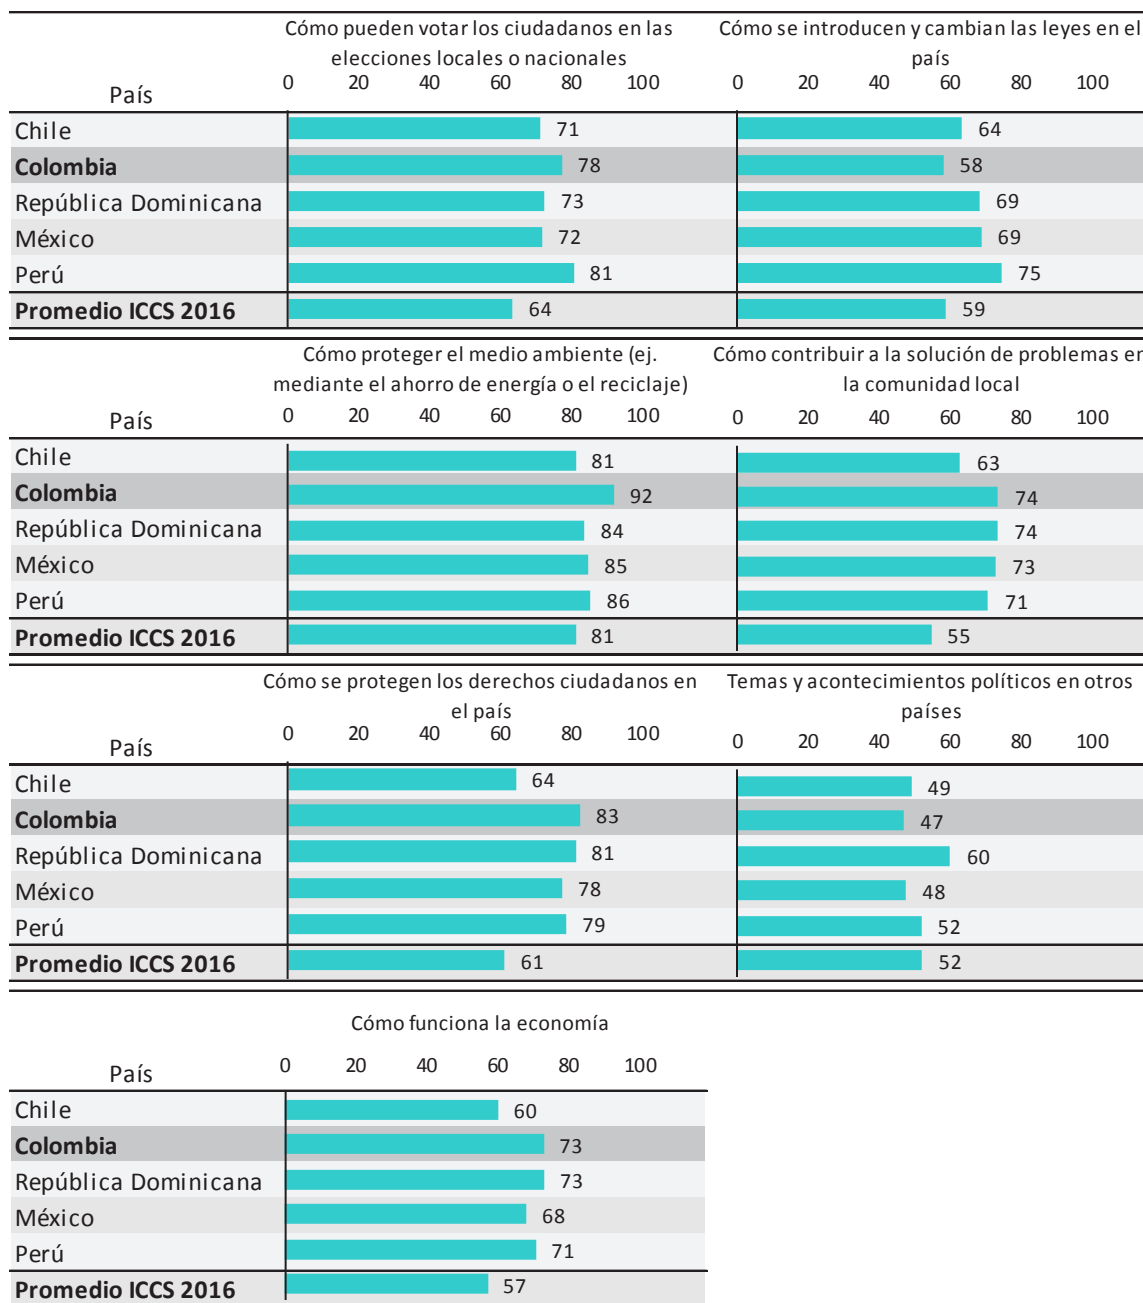 Cómo pueden votar los ciudadanos en las elecciones locales o nacionales
Cómo se introducen y cambian las leyes en el país
País 0 20 40 60 80 100 0 20 40 60 80 100
Chile 71 64
Colombia 78 58
República Dominicana 73 69
México 72 69
Perú 81 75
Promedio ICCS 2016 64 59
Cómo proteger el medio ambiente (ej. mediante el ahorro de energía o el reciclaje)
Cómo contribuir a la solución de problemas en la comunidad local
País 0 20 40 60 80 100 0 20 40 60 80 100
Chile 81 63
Colombia 92 74
República Dominicana 84 74
México 85 73
Perú 86 71
Promedio ICCS 2016 81 55
Cómo se protegen los derechos ciudadanos en el país
Temas y acontecimientos políticos en otros países
País 0 20 40 60 80 100 0 20 40 60 80 100
Chile 64 49
Colombia 83 47
República Dominicana 81 60
México 78 48
Perú 79 52
Promedio ICCS 2016 61 52
Cómo funciona la economía
País 0 20 40 60 80 100
Chile 60
Colombia 73
República Dominicana 73
México 68
Perú 71
Promedio ICCS 2016 57